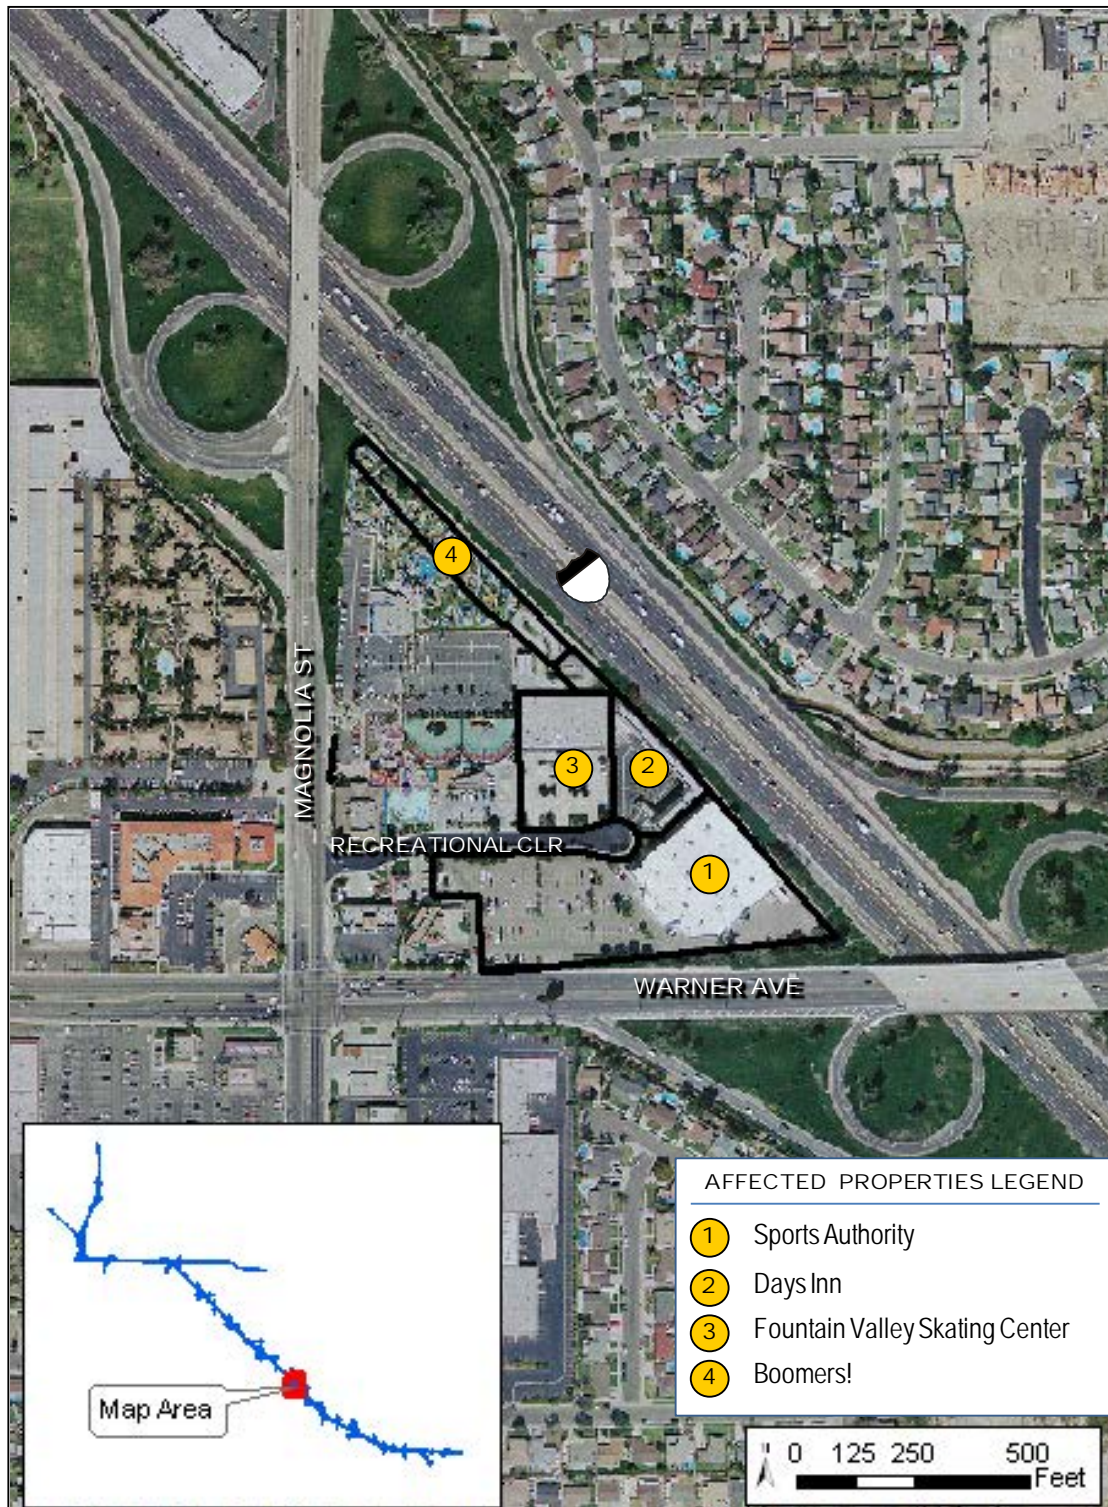 4
MAGNOLIA ST
3
2
RECREATIONAL CLR
1
WARNER AVE
Map Area
AFFECTED PROPERTIES LEGEND
1 Sports Authority
2 Days Inn
3 Fountain Valley Skating Center
4 Boomers!
N 0 125 250 500
Feet